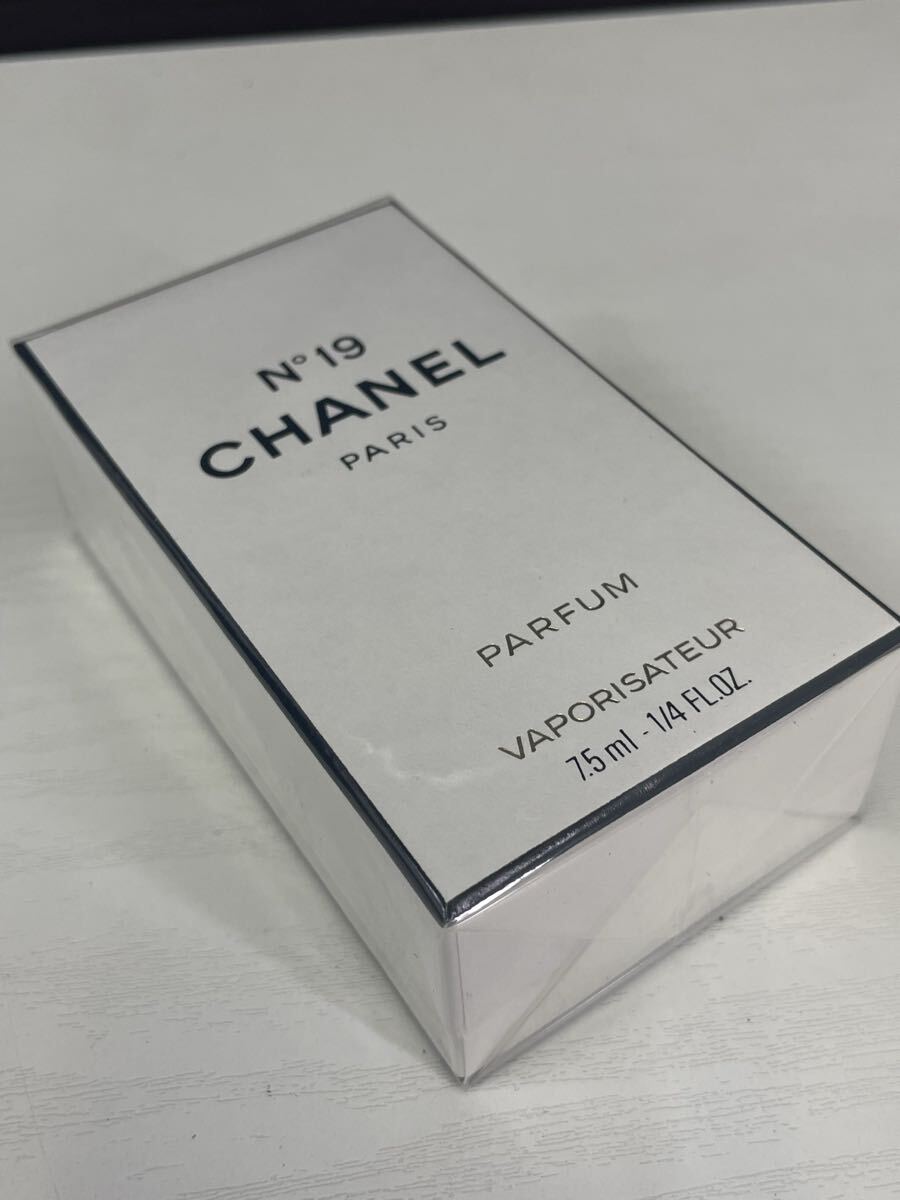 N°19
CHANEL
PARIS
PARFUM
VAPORISATEUR
7.5 ml - 1/4 FL.OZ.